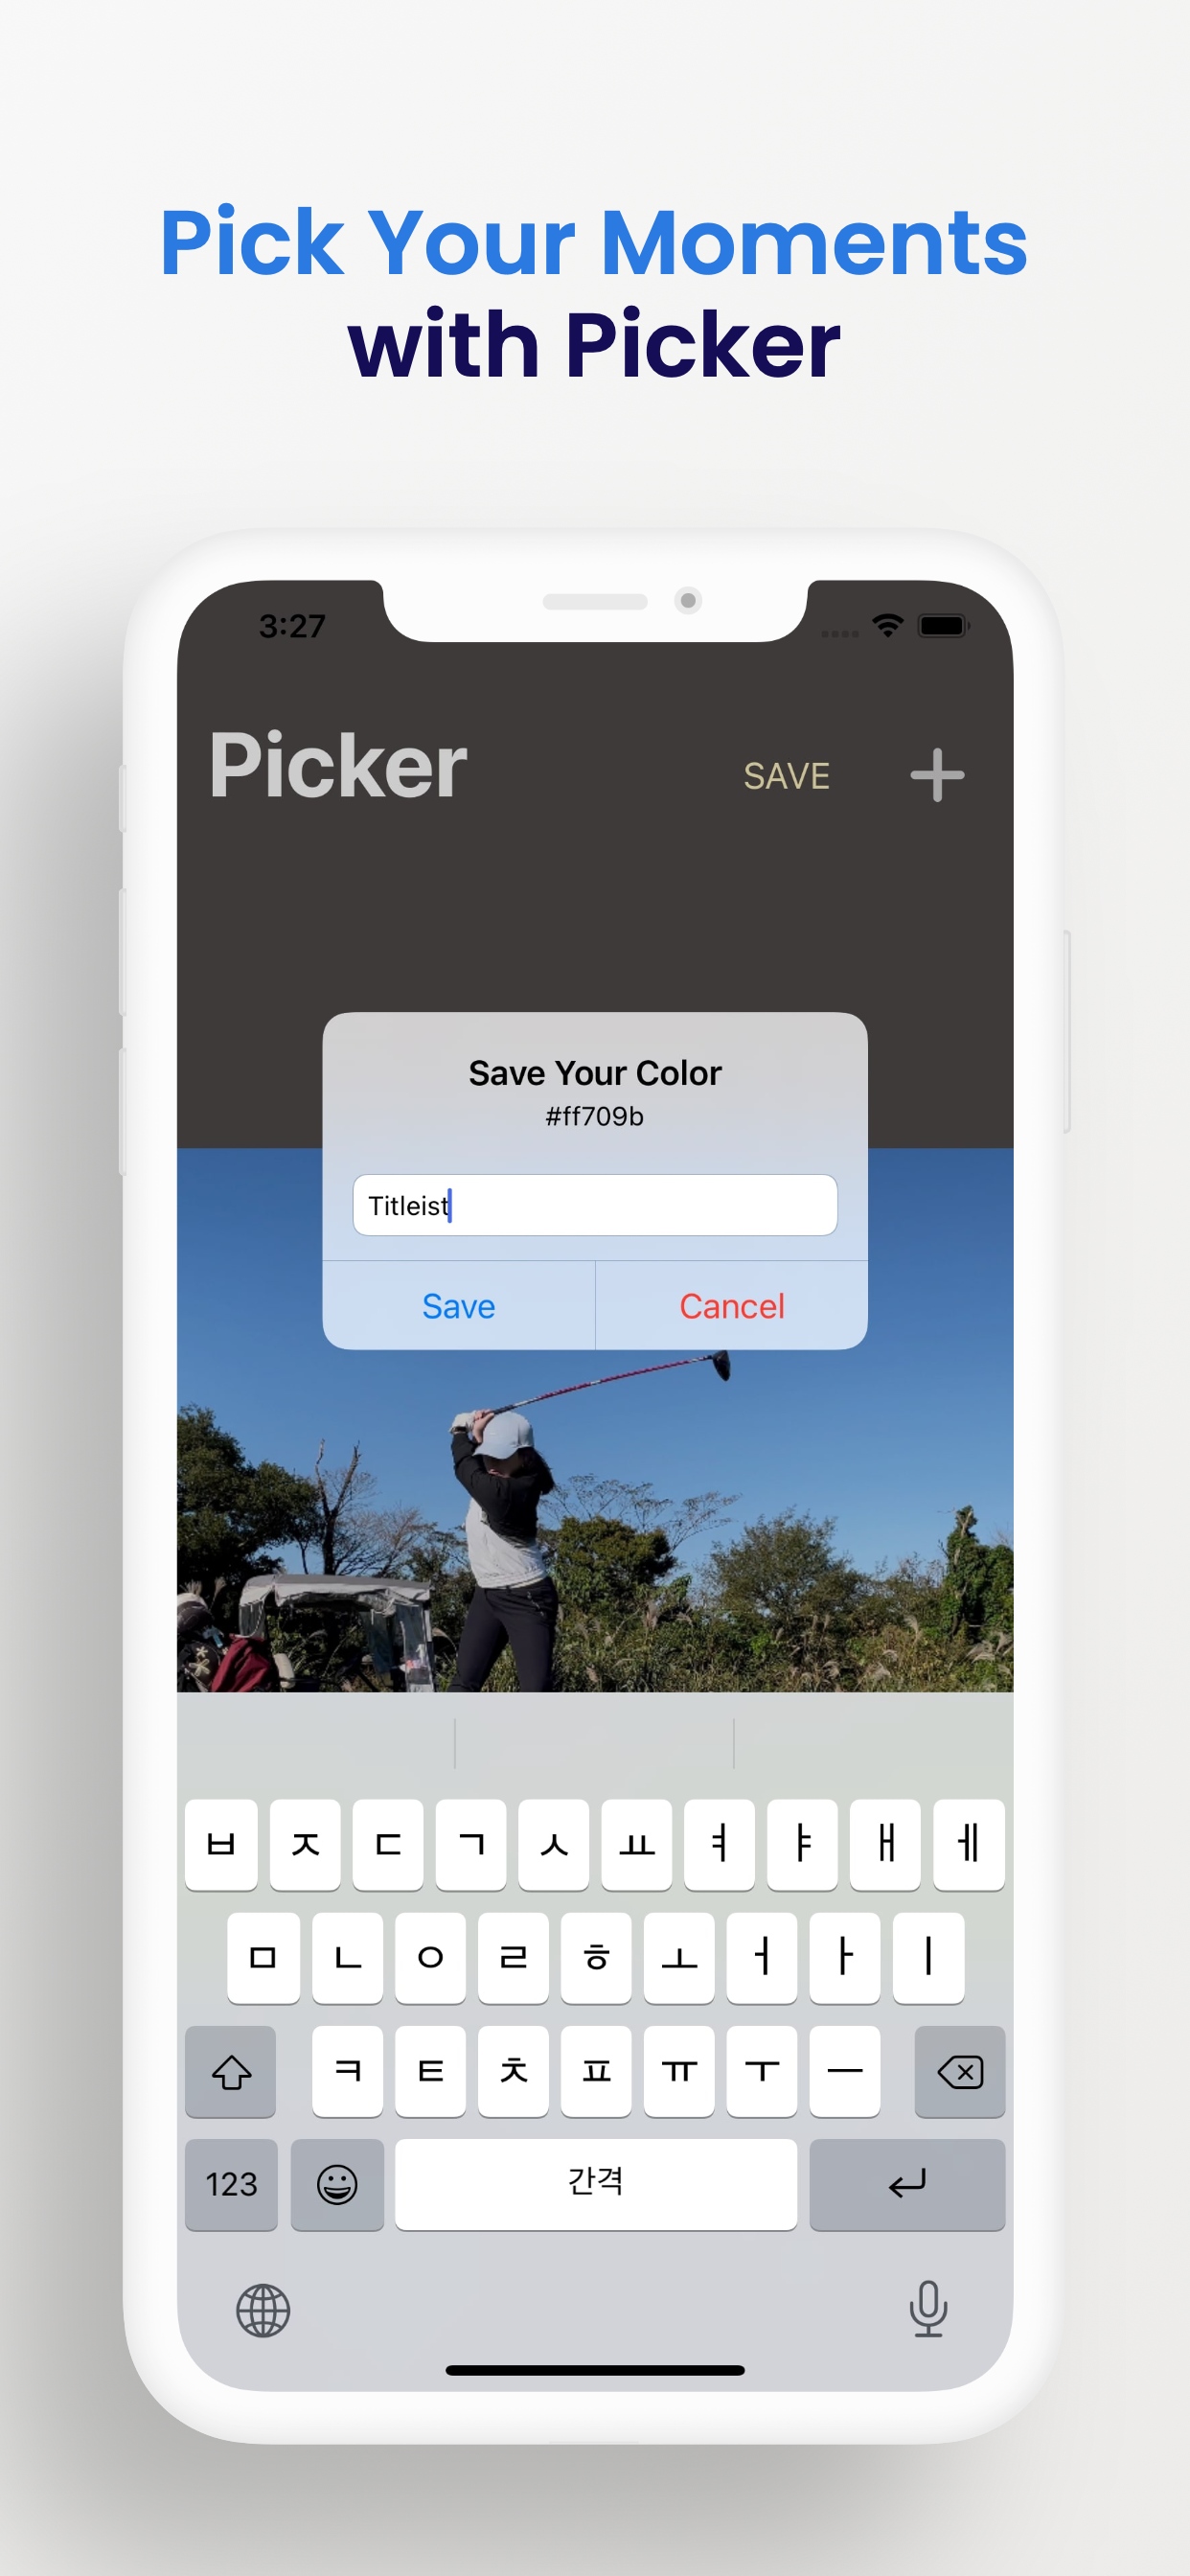 Pick Your Moments
with Picker
3:27
Picker
SAVE
Save Your Color
#ff709b
Titleist
Save
Cancel
ㅂ ㅈ ㄷ ㄱ ㅅ ㅛ ㅕ ㅑ ㅐ ㅔ
ㅁ ㄴ ㅇ ㄹ ㅎ ㅗ ㅓ ㅏ ㅣ
ㅋ ㅌ ㅊ ㅍ ㅠ ㅜ ㅡ
123 간격